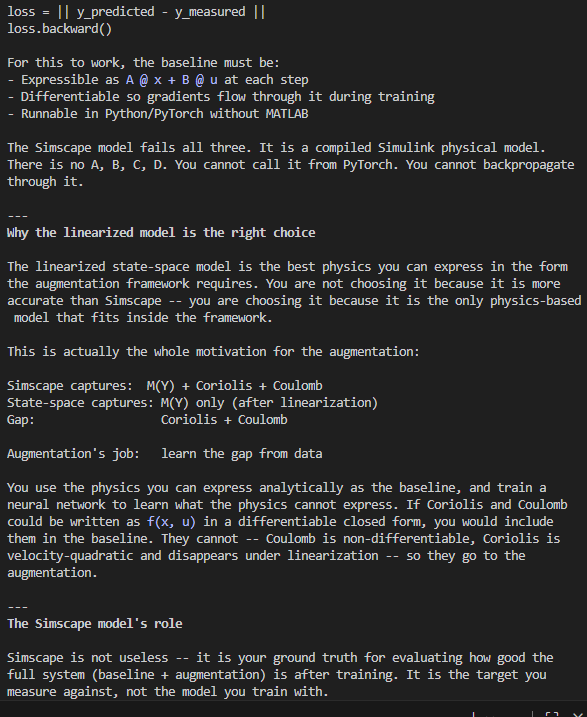 loss = || y_predicted - y_measured ||
loss.backward()
For this to work, the baseline must be:
- Expressible as A @ x + B @ u at each step
- Differentiable so gradients flow through it during training
- Runnable in Python/PyTorch without MATLAB
The Simscape model fails all three. It is a compiled Simulink physical model.
There is no A, B, C, D. You cannot call it from PyTorch. You cannot backpropagate
through it.
---
Why the linearized model is the right choice
The linearized state-space model is the best physics you can express in the form
the augmentation framework requires. You are not choosing it because it is more
accurate than Simscape -- you are choosing it because it is the only physics-based
model that fits inside the framework.
This is actually the whole motivation for the augmentation:
Simscape captures:  M(Y) + Coriolis + Coulomb
State-space captures: M(Y) only (after linearization)
Gap:                  Coriolis + Coulomb
Augmentation's job:   learn the gap from data
You use the physics you can express analytically as the baseline, and train a
neural network to learn what the physics cannot express. If Coriolis and Coulomb
could be written as f(x, u) in a differentiable closed form, you would include
them in the baseline. They cannot -- Coulomb is non-differentiable, Coriolis is
velocity-quadratic and disappears under linearization -- so they go to the
augmentation.
---
The Simscape model's role
Simscape is not useless -- it is your ground truth for evaluating how good the
full system (baseline + augmentation) is after training. It is the target you
measure against, not the model you train with.